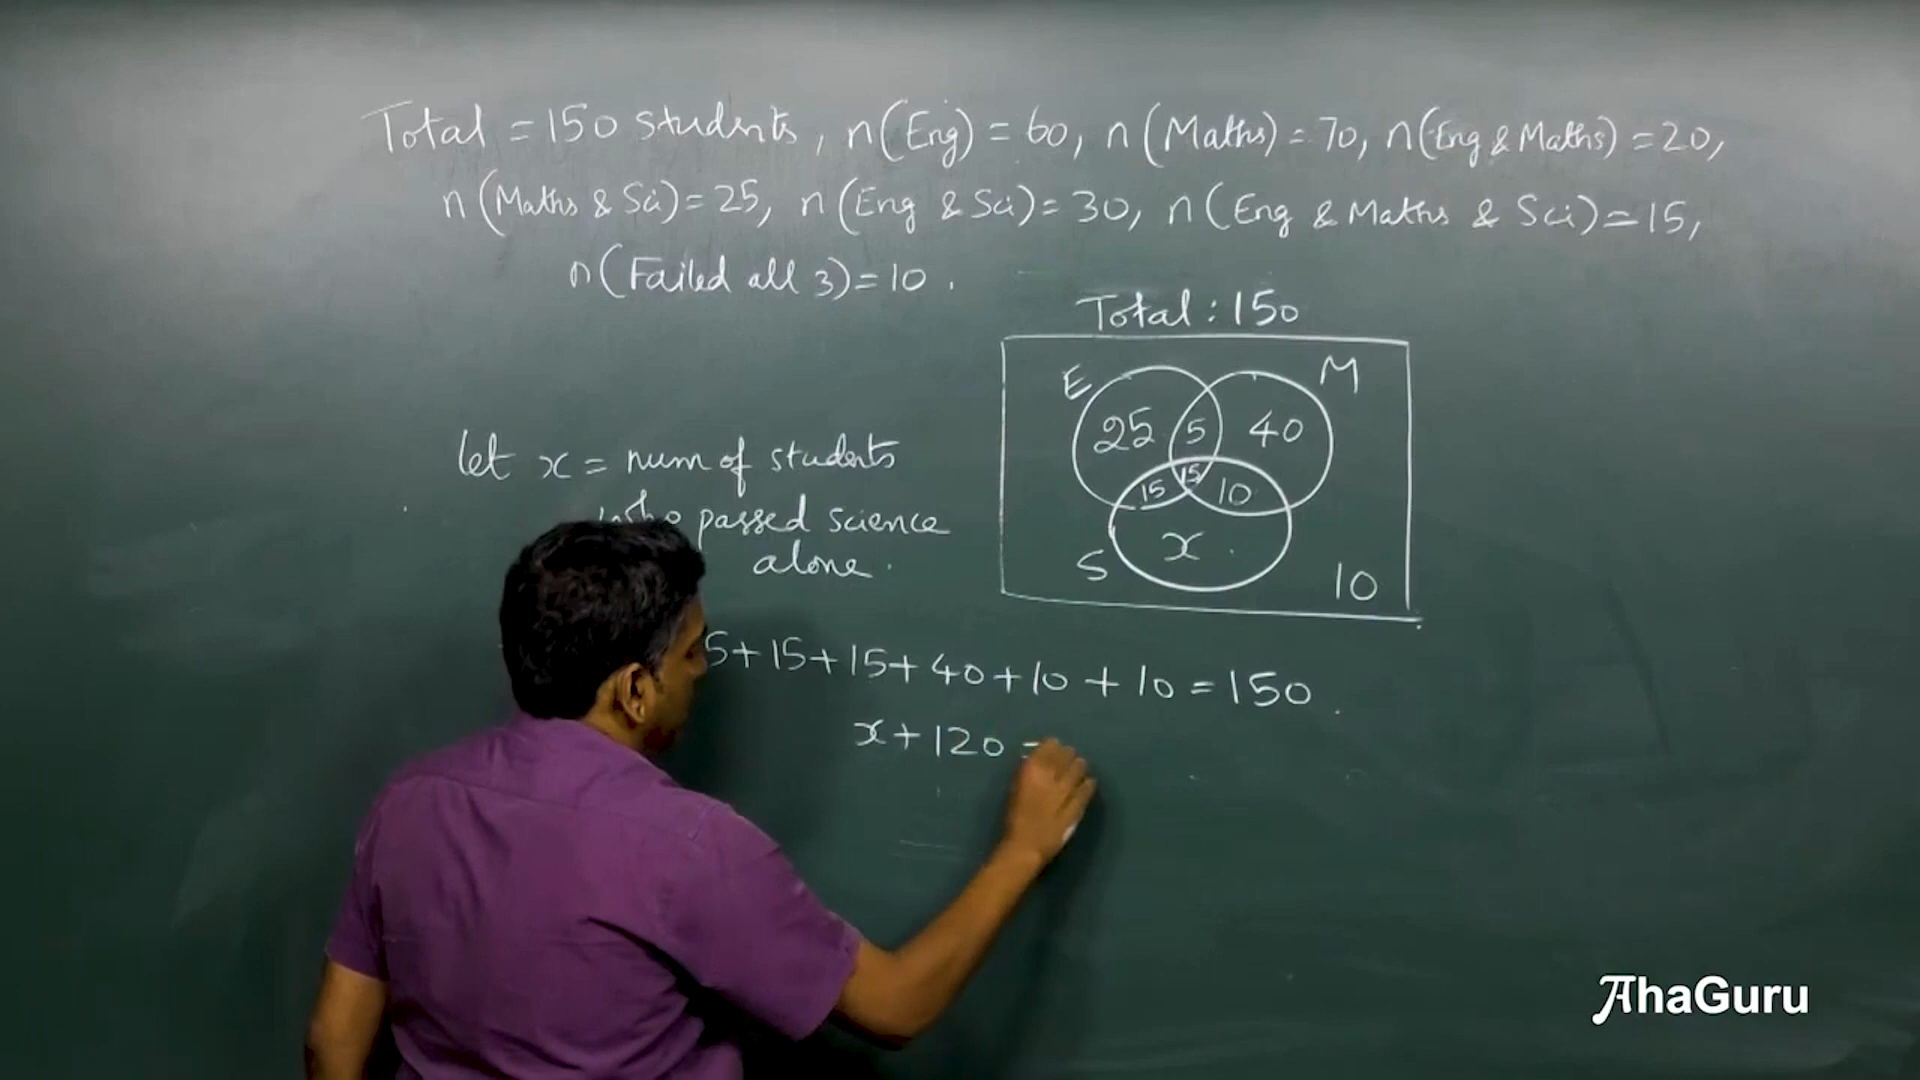 Total = 150 students, n(Eng) = 60, n(Maths) = 70, n(Eng & Maths) = 20,
n(Maths & Sci) = 25, n(Eng & Sci) = 30, n(Eng & Maths & Sci) = 15,
n(Failed all 3) = 10.
Total : 150
E
M
25
5
40
15
15
10
x
S
10
let x = num of students
who passed science
alone.
5+15+15+40+10+10=150.
x+120=
AhaGuru